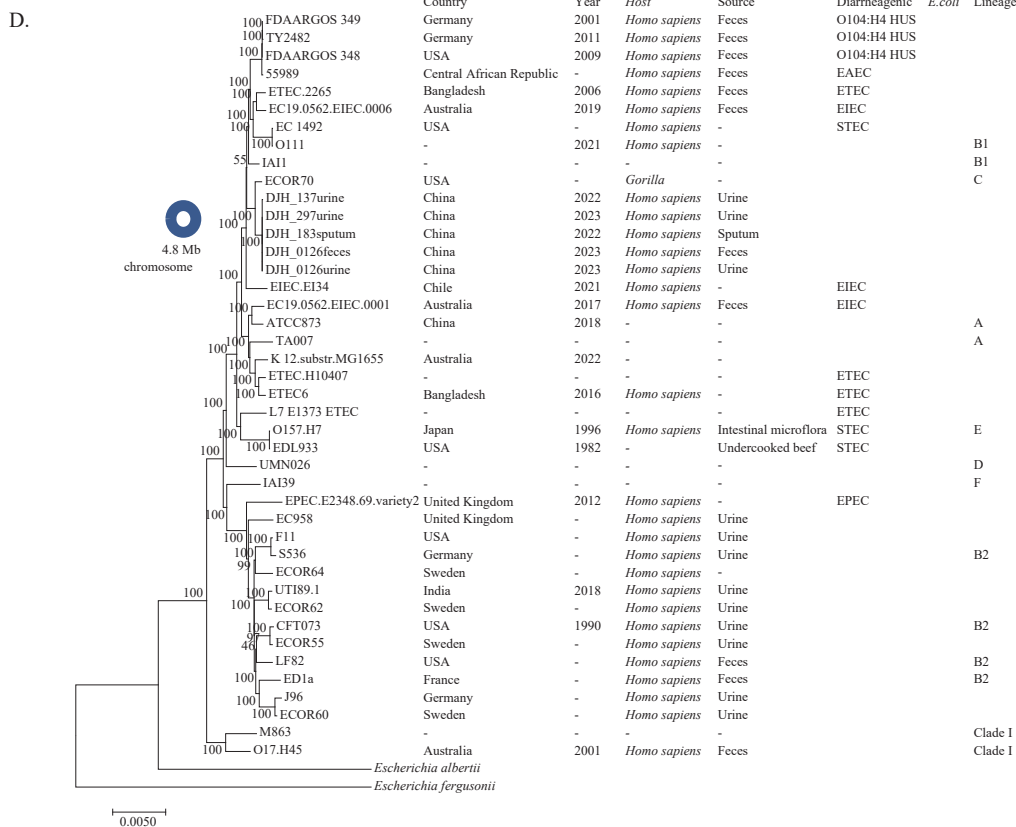 D.
Country Year Host Source Diarrheagenic E.coli Lineage
100 FDAARGOS 349 Germany 2001 Homo sapiens Feces O104:H4 HUS
100 TY2482 Germany 2011 Homo sapiens Feces O104:H4 HUS
100 FDAARGOS 348 USA 2009 Homo sapiens Feces O104:H4 HUS
100 55989 Central African Republic - Homo sapiens Feces EAEC
100 ETEC.2265 Bangladesh 2006 Homo sapiens Feces ETEC
100 EC19.0562.EIEC.0006 Australia 2019 Homo sapiens Feces EIEC
100 EC 1492 USA - Homo sapiens - STEC
100 O111 - 2021 Homo sapiens - B1
55 IAI1 - - - - B1
ECOR70 USA - Gorilla - C
DJH_137urine China 2022 Homo sapiens Urine
100 DJH_297urine China 2023 Homo sapiens Urine
100 100 DJH_183sputum China 2022 Homo sapiens Sputum
4.8 Mb
chromosome
DJH_0126feces China 2023 Homo sapiens Feces
DJH_0126urine China 2023 Homo sapiens Urine
100 EIEC.EI34 Chile 2021 Homo sapiens - EIEC
100 EC19.0562.EIEC.0001 Australia 2017 Homo sapiens Feces EIEC
ATCC873 China 2018 - - A
100 100 TA007 - - - - A
100 K 12.substr.MG1655 Australia 2022 - -
100 ETEC.H10407 - - - - ETEC
100 ETEC6 Bangladesh 2016 Homo sapiens - ETEC
100 L7 E1373 ETEC - - - - ETEC
100 O157.H7 Japan 1996 Homo sapiens Intestinal microflora STEC E
100 100 EDL933 USA 1982 - Undercooked beef STEC
UMN026 - - - - D
IAI39 - - - - F
EPEC.E2348.69.variety2 United Kingdom 2012 Homo sapiens - EPEC
100 EC958 United Kingdom - Homo sapiens Urine
100 100 F11 USA - Homo sapiens Urine
100 S536 Germany - Homo sapiens Urine B2
99 ECOR64 Sweden - Homo sapiens -
100 100 UTI89.1 India 2018 Homo sapiens Urine
100 ECOR62 Sweden - Homo sapiens Urine
100 CFT073 USA 1990 Homo sapiens Urine B2
46 ECOR55 Sweden - Homo sapiens Urine
LF82 USA - Homo sapiens Feces B2
100 ED1a France - Homo sapiens Feces B2
100 J96 Germany - Homo sapiens Urine
100 ECOR60 Sweden - Homo sapiens Urine
M863 - - - - Clade I
100 O17.H45 Australia 2001 Homo sapiens Feces Clade I
Escherichia albertii
Escherichia fergusonii
0.0050